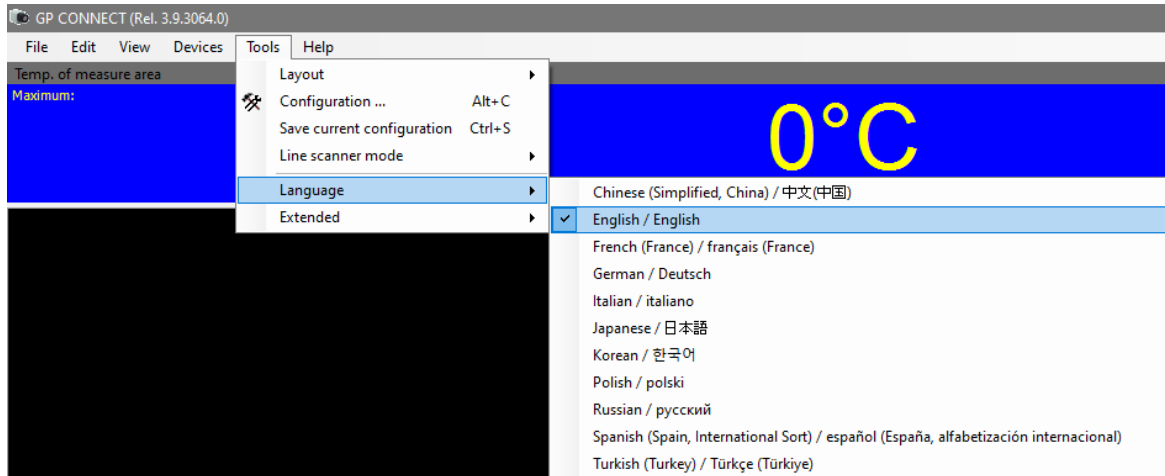 GP CONNECT (Rel. 3.9.3064.0)
File Edit View Devices Tools Help
Temp. of measure area
Maximum:
0°C
Layout
Configuration ... Alt+C
Save current configuration Ctrl+S
Line scanner mode
Language
Extended
Chinese (Simplified, China) / 中文(中国)
English / English
French (France) / français (France)
German / Deutsch
Italian / italiano
Japanese / 日本語
Korean / 한국어
Polish / polski
Russian / русский
Spanish (Spain, International Sort) / español (España, alfabetización internacional)
Turkish (Turkey) / Türkçe (Türkiye)